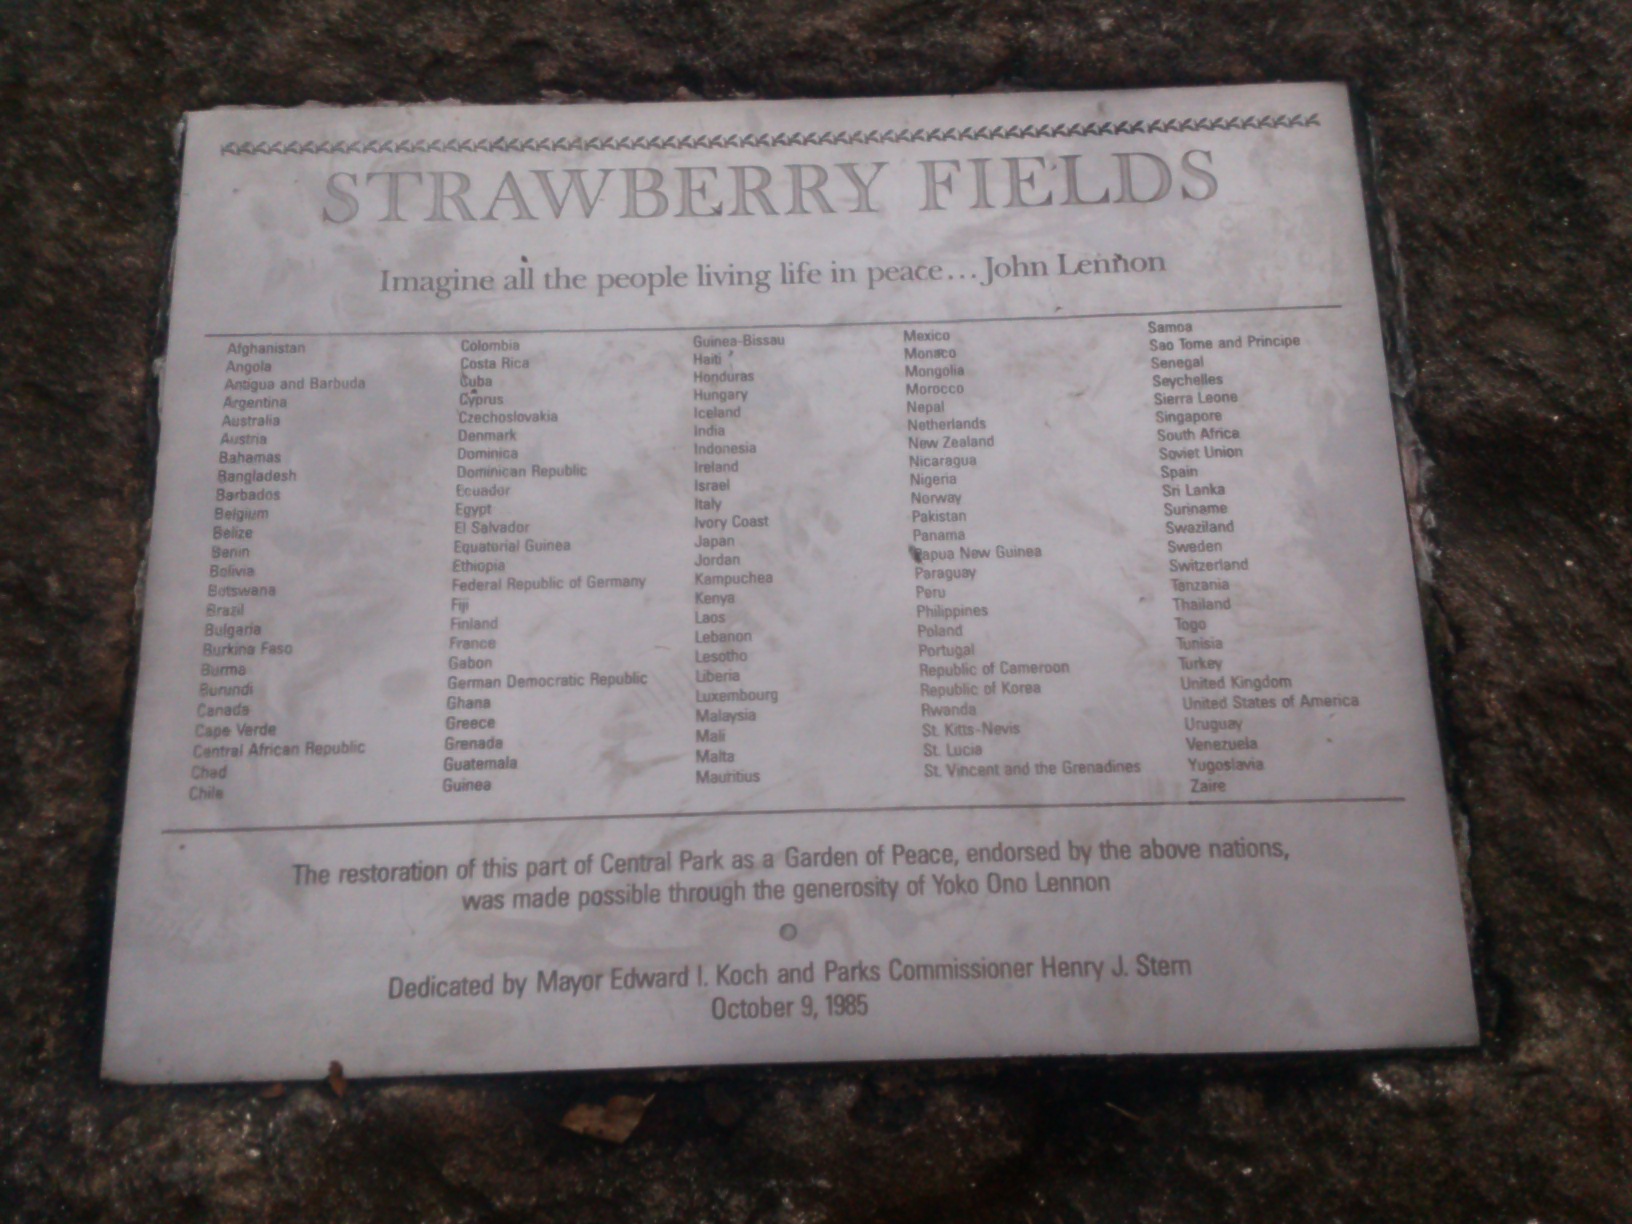 STRAWBERRY FIELDS
Imagine all the people living life in peace... John Lennon
Afghanistan
Angola
Antigua and Barbuda
Argentina
Australia
Austria
Bahamas
Bangladesh
Barbados
Belgium
Belize
Benin
Bolivia
Botswana
Brazil
Bulgaria
Burkina Faso
Burma
Burundi
Canada
Cape Verde
Central African Republic
Chad
Chile
Colombia
Costa Rica
Cuba
Cyprus
Czechoslovakia
Denmark
Dominica
Dominican Republic
Ecuador
Egypt
El Salvador
Equatorial Guinea
Ethiopia
Federal Republic of Germany
Fiji
Finland
France
Gabon
German Democratic Republic
Ghana
Greece
Grenada
Guatemala
Guinea
Guinea-Bissau
Haiti
Honduras
Hungary
Iceland
India
Indonesia
Ireland
Israel
Italy
Ivory Coast
Japan
Jordan
Kampuchea
Kenya
Laos
Lebanon
Lesotho
Liberia
Luxembourg
Malaysia
Mali
Malta
Mauritius
Mexico
Monaco
Mongolia
Morocco
Nepal
Netherlands
New Zealand
Nicaragua
Nigeria
Norway
Pakistan
Panama
Papua New Guinea
Paraguay
Peru
Philippines
Poland
Portugal
Republic of Cameroon
Republic of Korea
Rwanda
St. Kitts-Nevis
St. Lucia
St. Vincent and the Grenadines
Samoa
Sao Tome and Principe
Senegal
Seychelles
Sierra Leone
Singapore
South Africa
Soviet Union
Spain
Sri Lanka
Suriname
Swaziland
Sweden
Switzerland
Tanzania
Thailand
Togo
Tunisia
Turkey
United Kingdom
United States of America
Uruguay
Venezuela
Yugoslavia
Zaire
The restoration of this part of Central Park as a Garden of Peace, endorsed by the above nations,
was made possible through the generosity of Yoko Ono Lennon
Dedicated by Mayor Edward I. Koch and Parks Commissioner Henry J. Stern
October 9, 1985